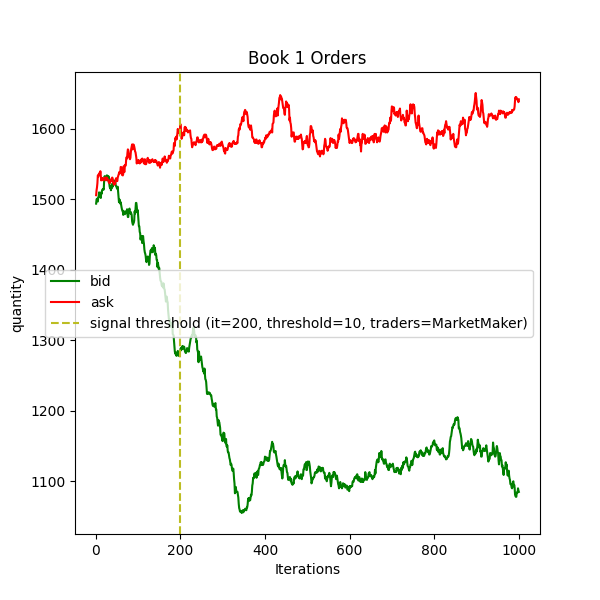 Book 1 Orders
quantity
1600
1500
1400
1300
1200
1100
bid
ask
signal threshold (it=200, threshold=10, traders=MarketMaker)
0 200 400 600 800 1000
Iterations